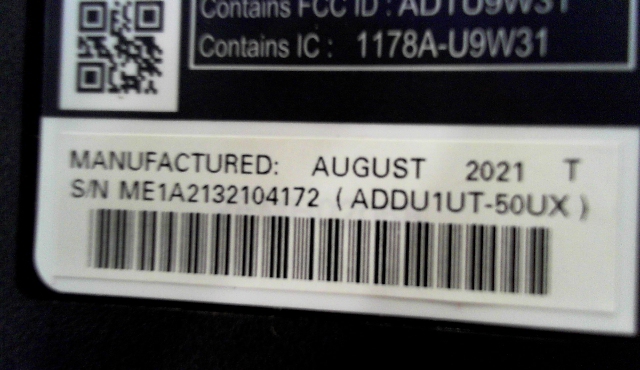 Contains FCC ID : ADTU9W31
Contains IC : 1178A-U9W31
MANUFACTURED: AUGUST 2021 T
S/N ME1A2132104172 ( ADDU1UT-50UX )